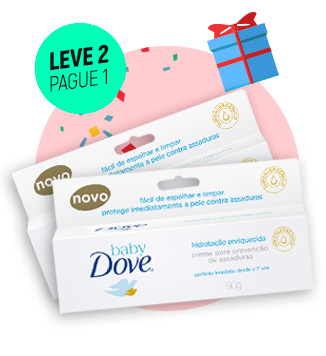 LEVE 2
PAGUE 1
novo
fácil de espalhar e limpar
protege imediatamente a pele contra assaduras
novo
fácil de espalhar e limpar
protege imediatamente a pele contra assaduras
baby
Dove
hidratação enriquecida
creme para prevenção
de assaduras
90g